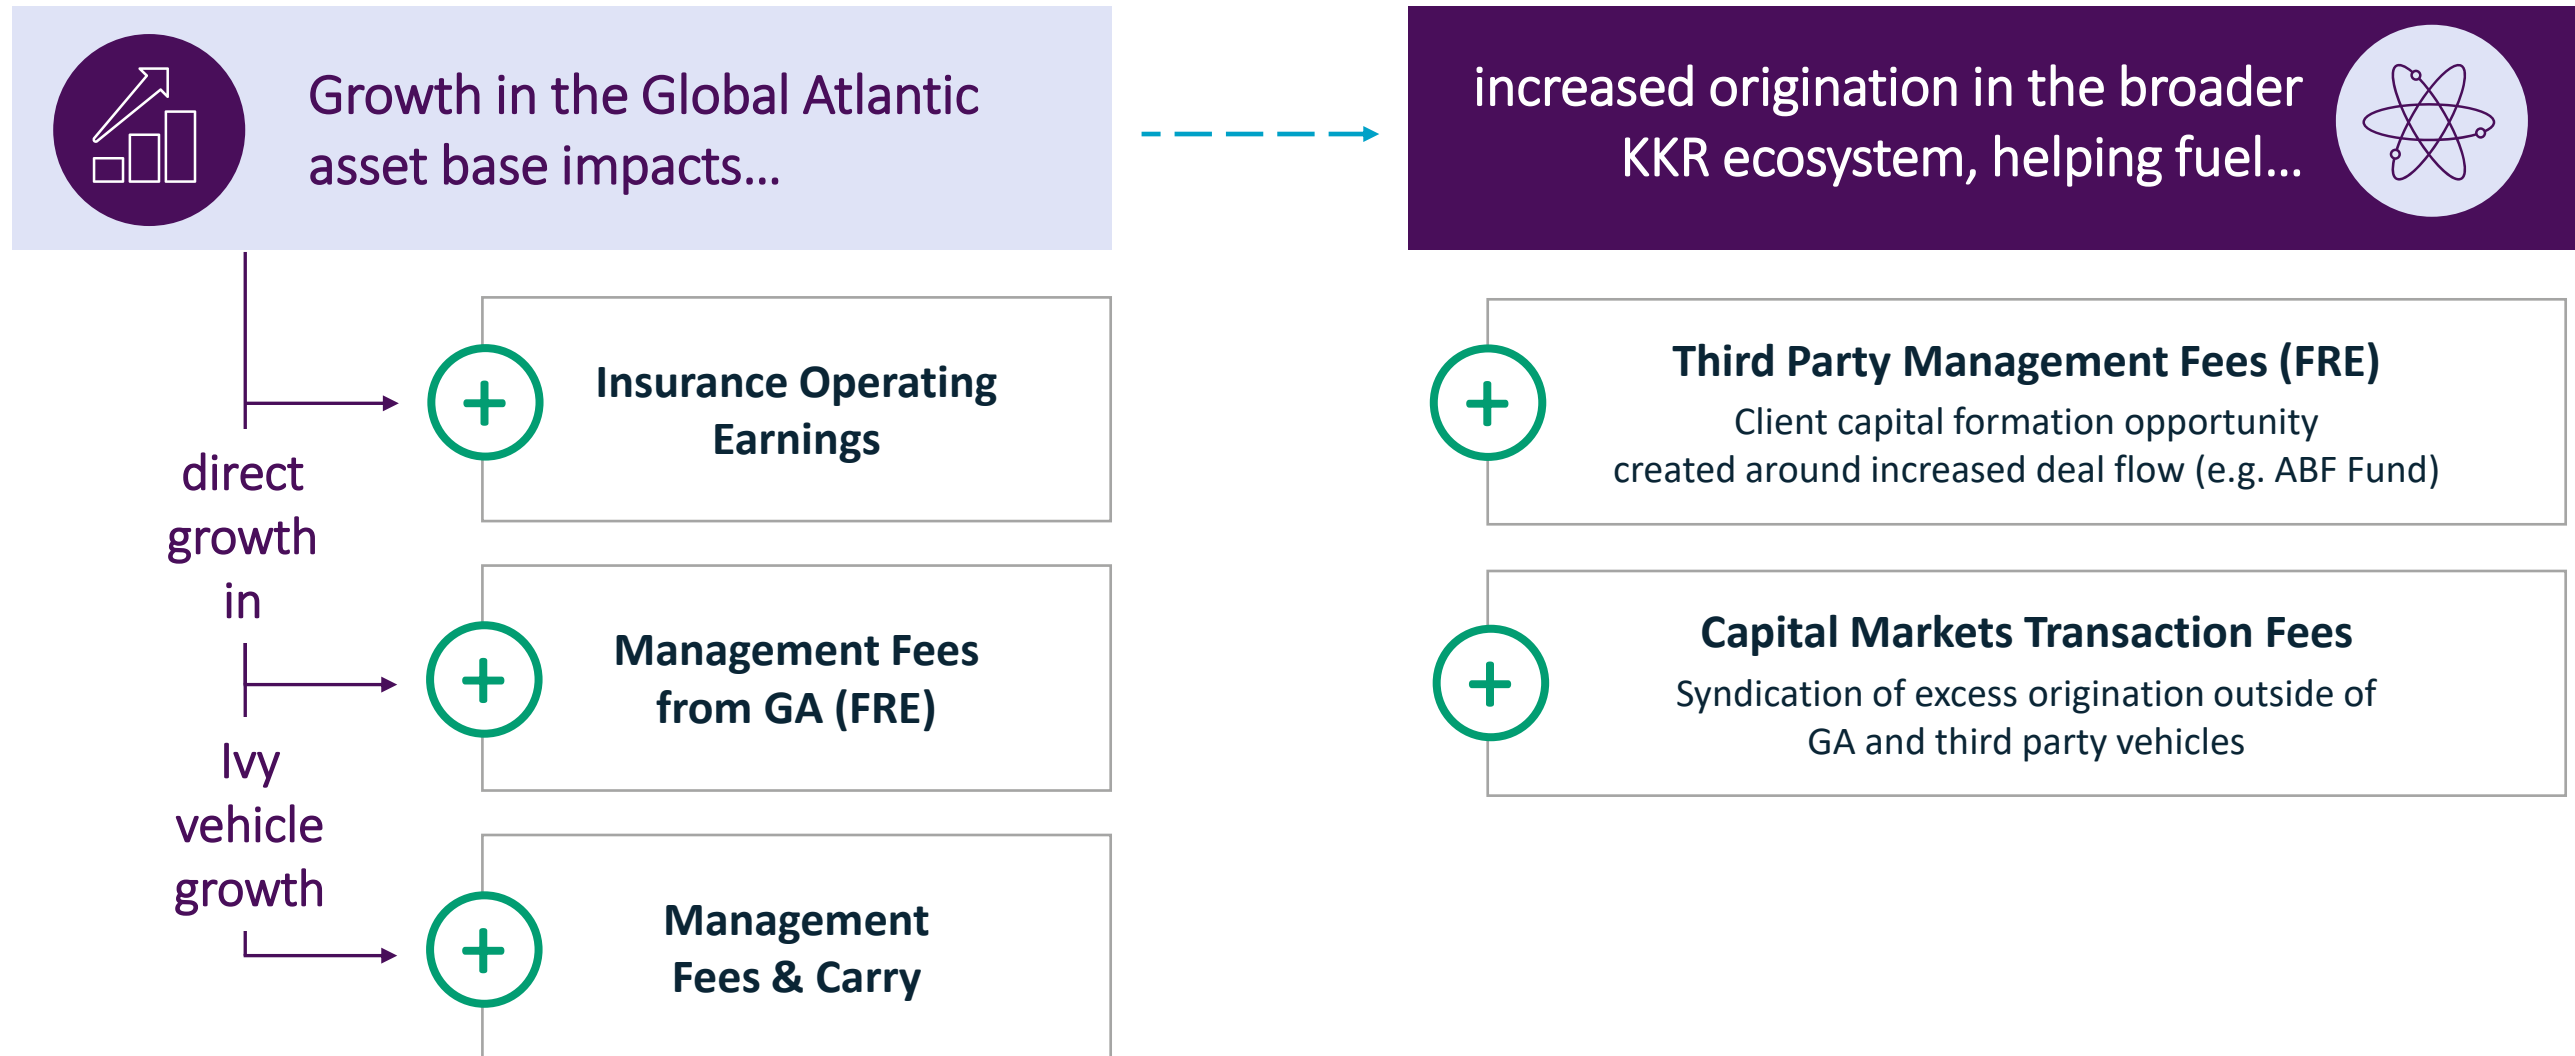 Growth in the Global Atlantic
asset base impacts...
increased origination in the broader
KKR ecosystem, helping fuel...
direct
growth
in
Ivy
vehicle
growth
+
Insurance Operating
Earnings
+
Management Fees
from GA (FRE)
+
Management
Fees & Carry
+
Third Party Management Fees (FRE)
Client capital formation opportunity
created around increased deal flow (e.g. ABF Fund)
+
Capital Markets Transaction Fees
Syndication of excess origination outside of
GA and third party vehicles